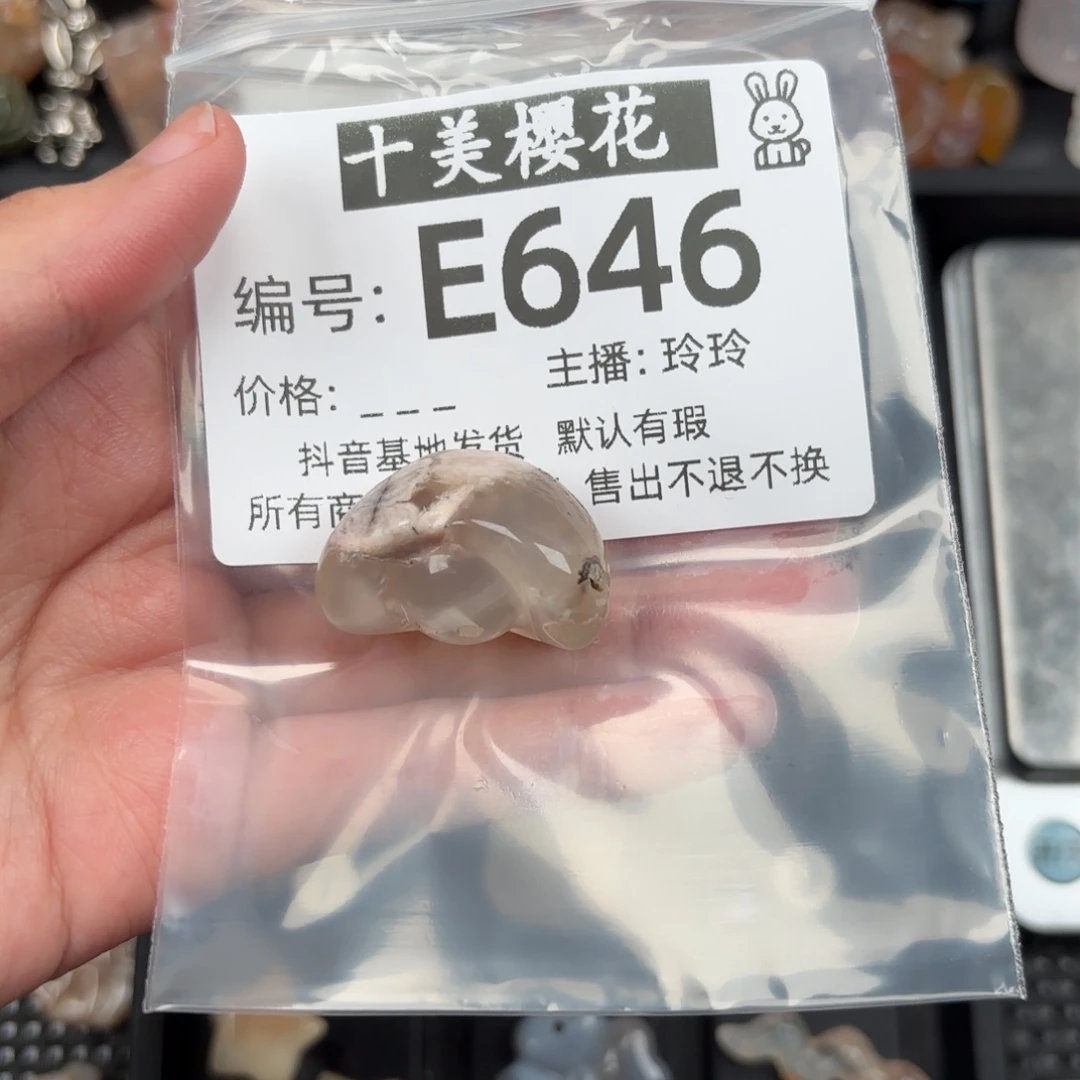 十美樱花
编号: E646
主播: 玲玲
价格: _ _ _
抖音基地发货 默认有瑕
所有商 售出不退不换